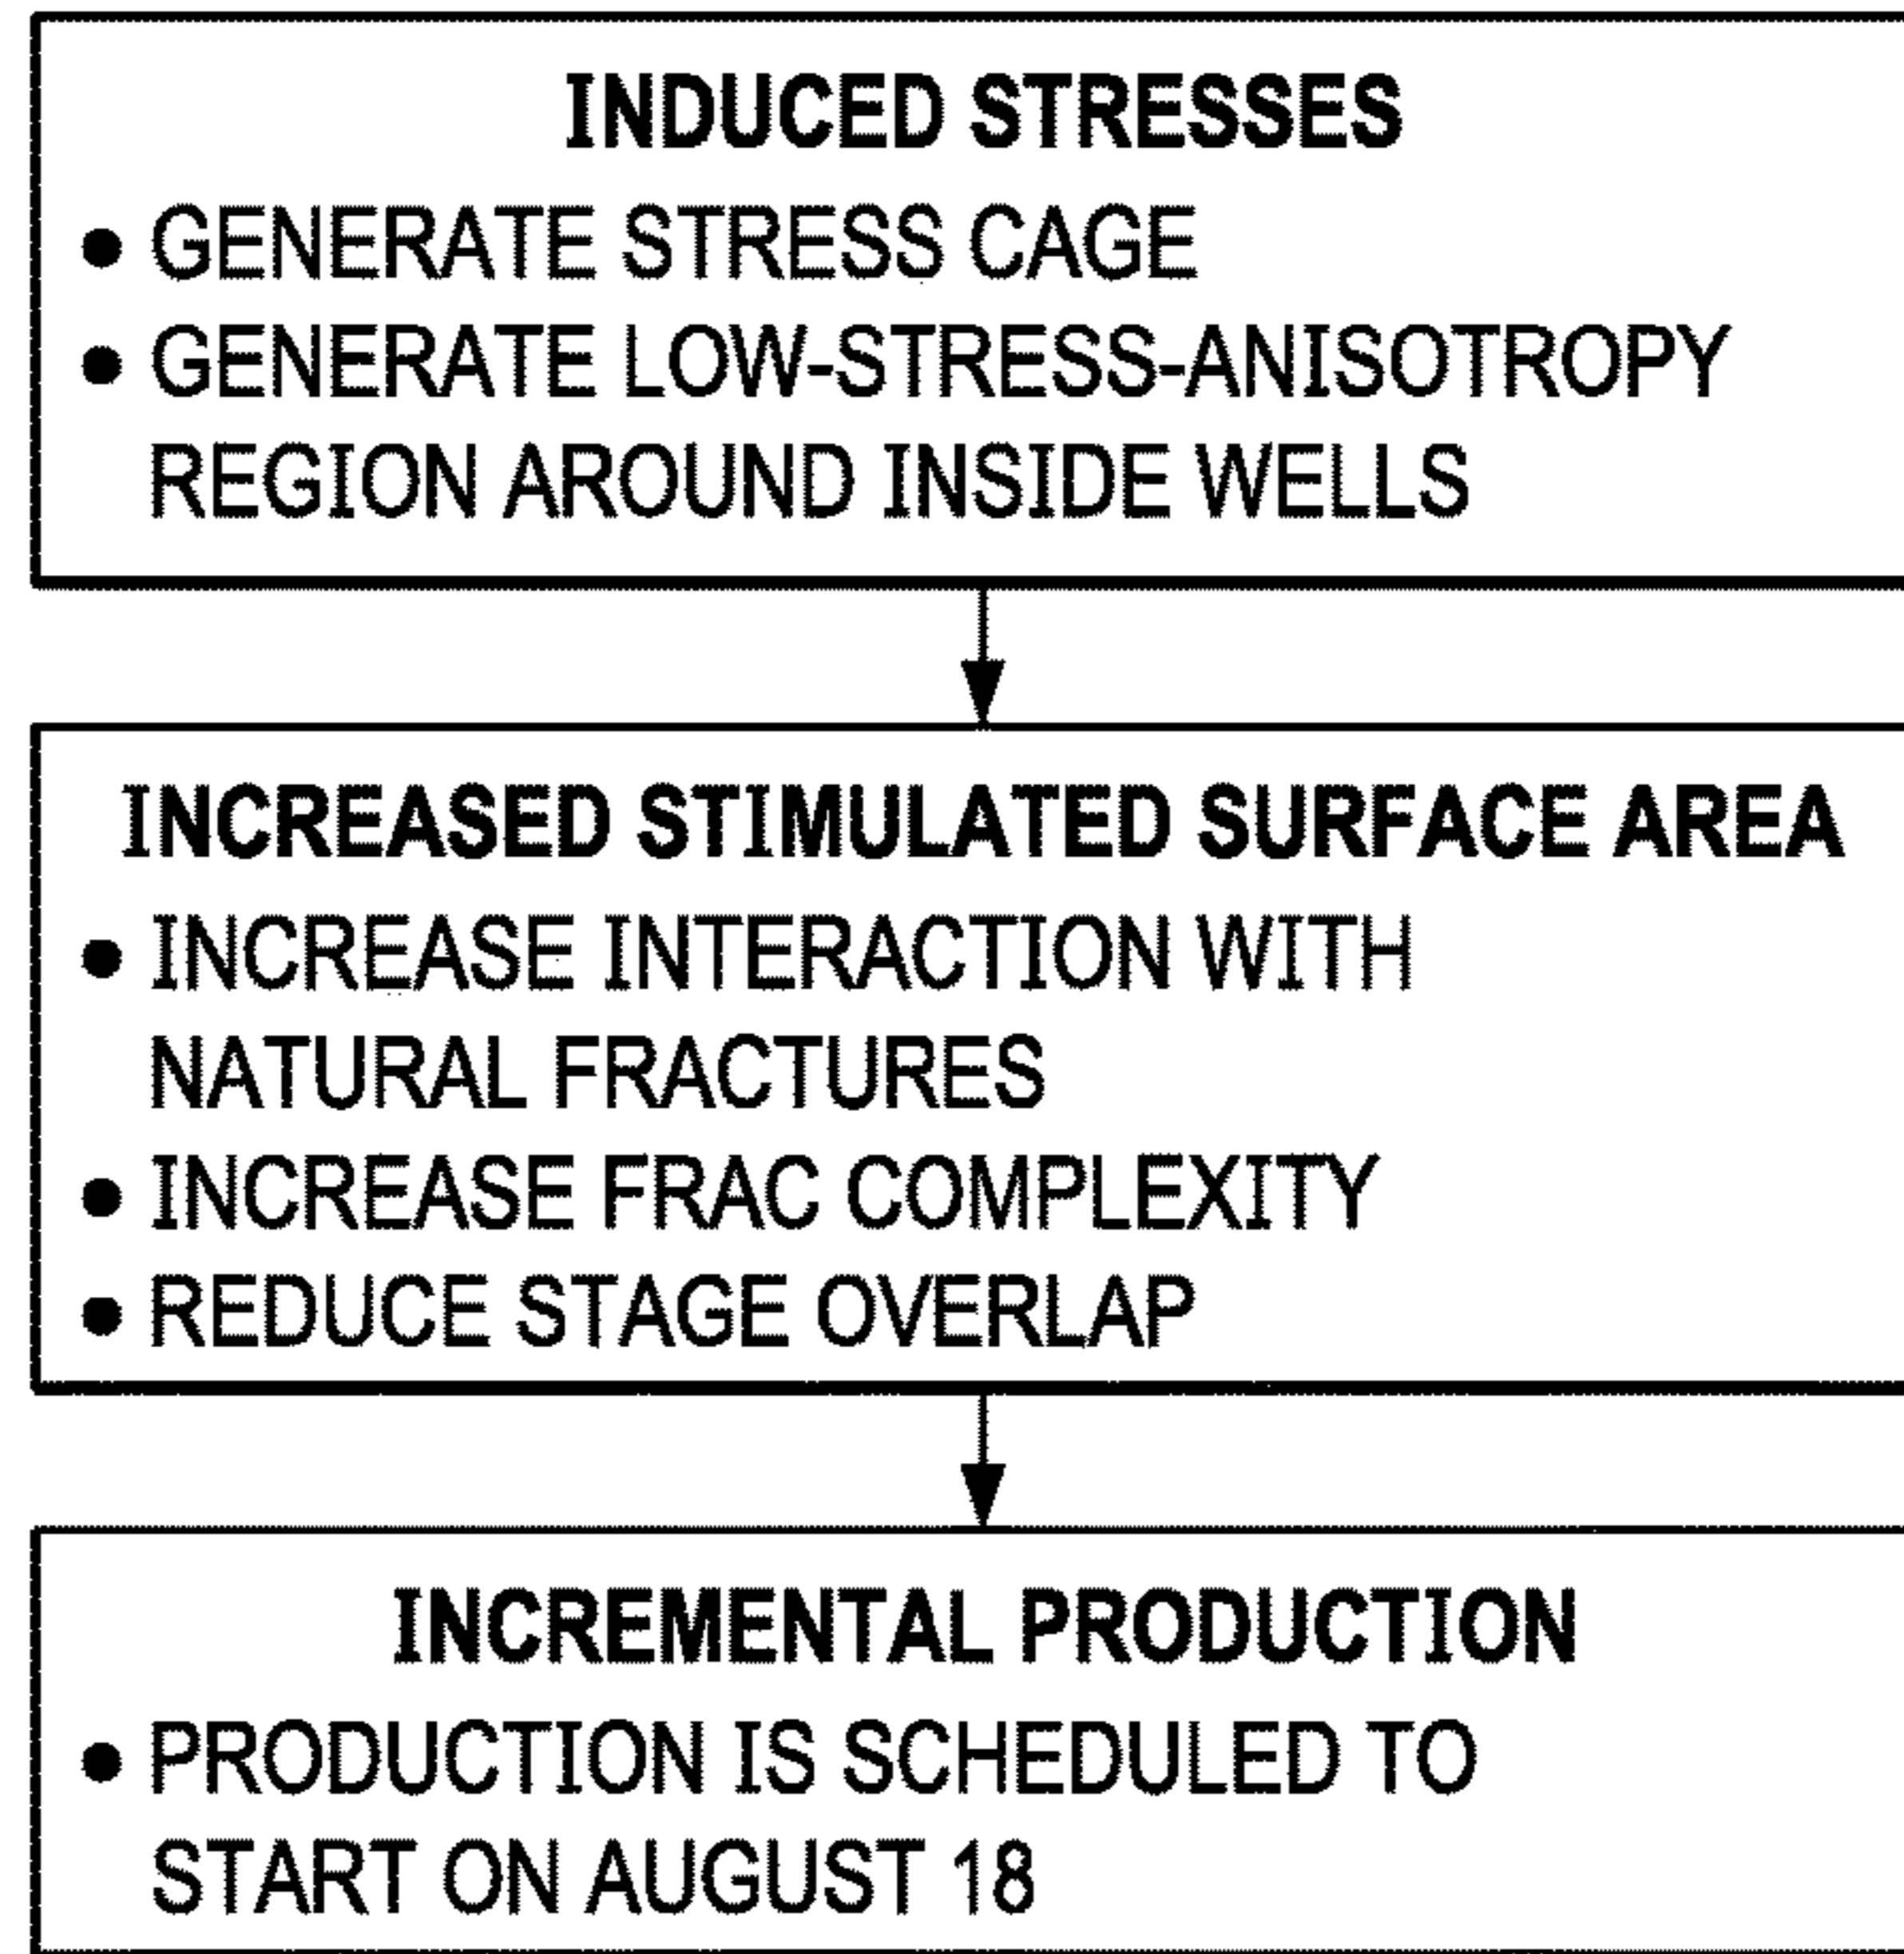 INDUCED STRESSES
• GENERATE STRESS CAGE
• GENERATE LOW-STRESS-ANISOTROPY
REGION AROUND INSIDE WELLS
INCREASED STIMULATED SURFACE AREA
• INCREASE INTERACTION WITH
NATURAL FRACTURES
• INCREASE FRAC COMPLEXITY
• REDUCE STAGE OVERLAP
INCREMENTAL PRODUCTION
• PRODUCTION IS SCHEDULED TO
START ON AUGUST 18